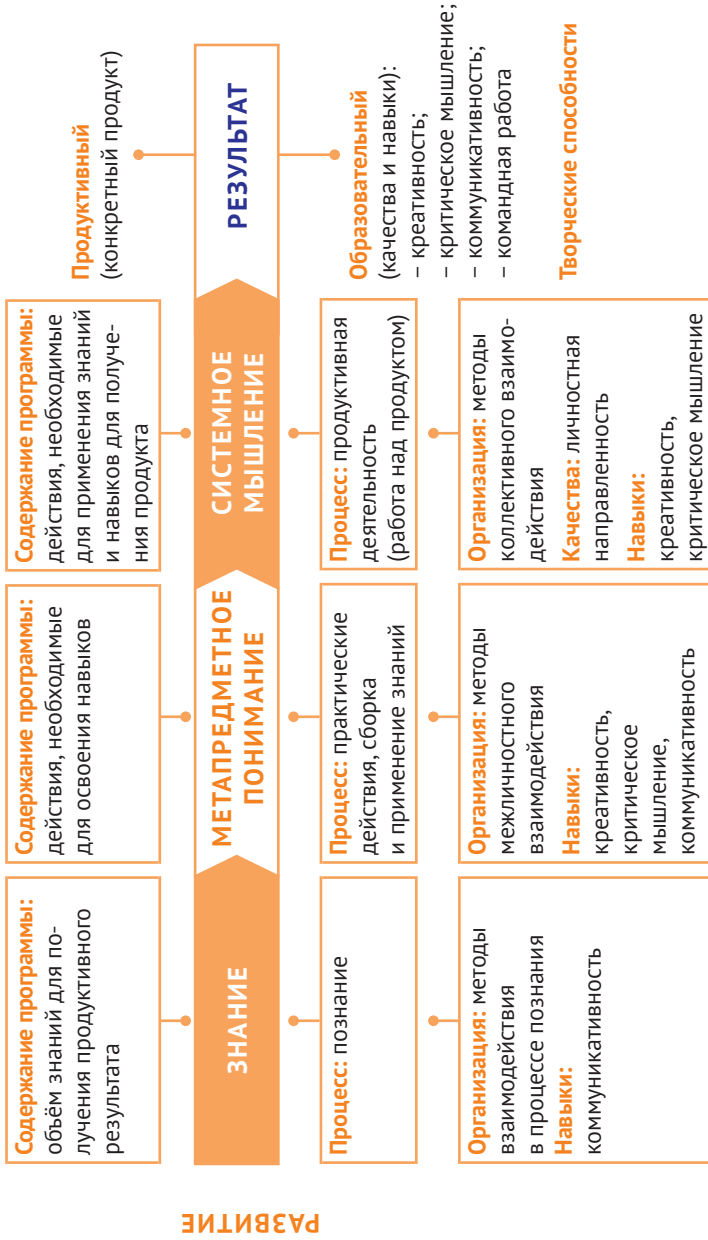 РАЗВИТИЕ
Содержание программы:
объём знаний для по-
лучения продуктивного
результата
Содержание программы:
действия, необходимые
для освоения навыков
Содержание программы:
действия, необходимые
для применения знаний
и навыков для получе-
ния продукта
Продуктивный
(конкретный продукт)
ЗНАНИЕ
МЕТАПРЕДМЕТНОЕ
ПОНИМАНИЕ
СИСТЕМНОЕ
МЫШЛЕНИЕ
РЕЗУЛЬТАТ
Процесс: познание
Процесс: практические
действия, сборка
и применение знаний
Процесс: продуктивная
деятельность
(работа над продуктом)
Образовательный
(качества и навыки):
– креативность;
– критическое мышление;
– коммуникативность;
– командная работа
Организация: методы
взаимодействия
в процессе познания
Навыки:
коммуникативность
Организация: методы
межличностного
взаимодействия
Навыки:
креативность,
критическое
мышление,
коммуникативность
Организация: методы
коллективного взаимо-
действия
Качества: личностная
направленность
Навыки:
креативность,
критическое мышление
Творческие способности